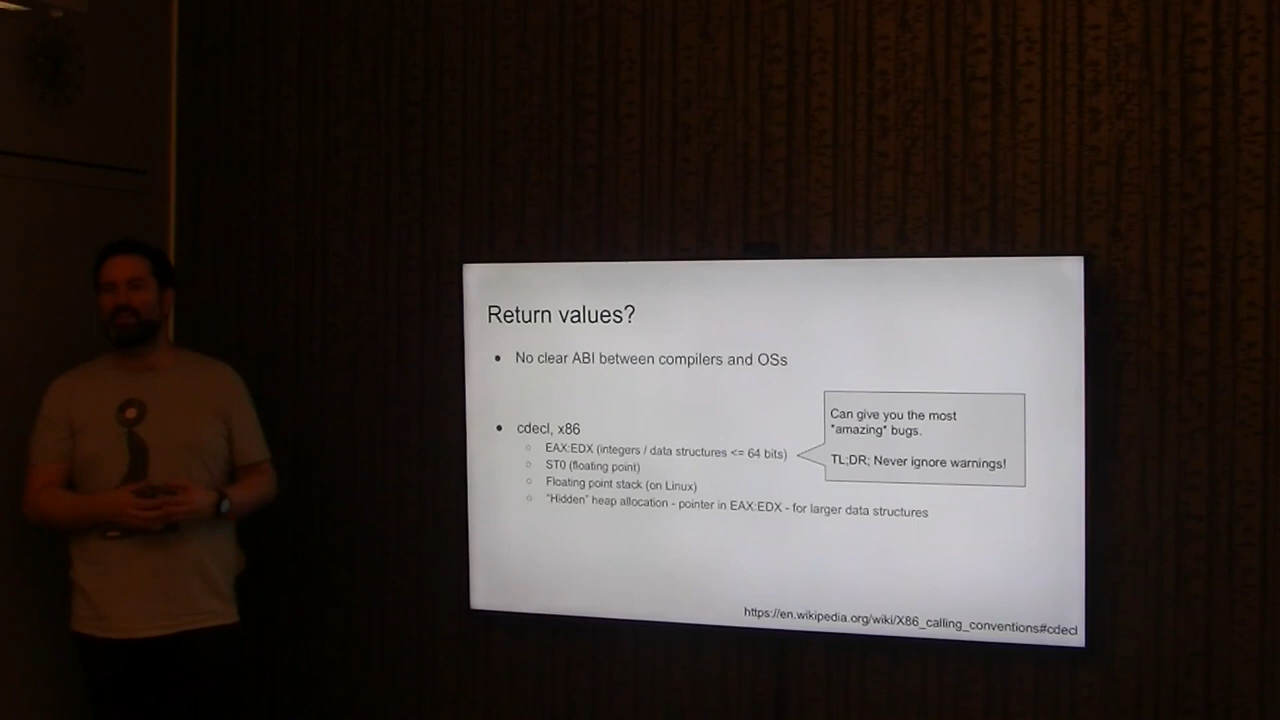 Return values?
No clear ABI between compilers and OSs
cdecl, x86
EAX:EDX (integers / data structures <= 64 bits)
ST0 (floating point)
Floating point stack (on Linux)
"Hidden" heap allocation - pointer in EAX:EDX - for larger data structures
Can give you the most
*amazing* bugs.
TL;DR; Never ignore warnings!
https://en.wikipedia.org/wiki/X86_calling_conventions#cdecl